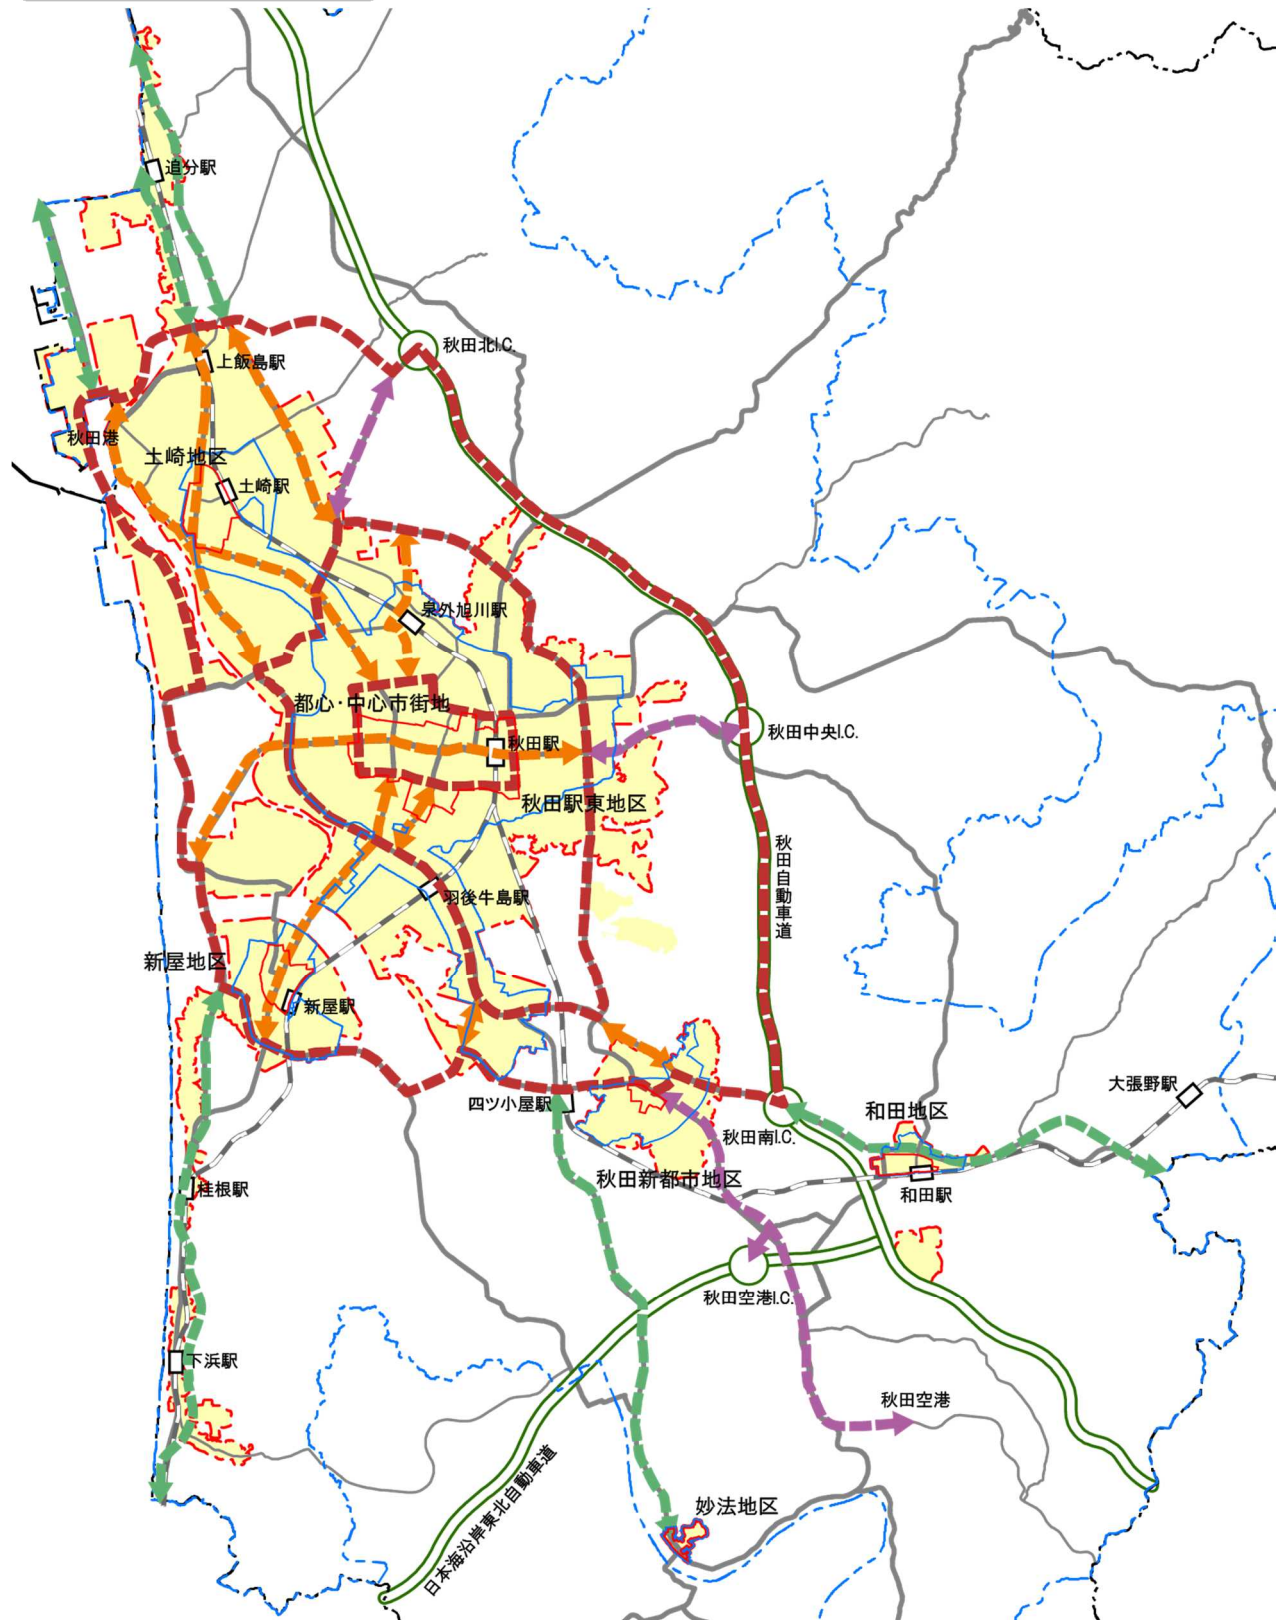 追分駅
秋田北I.C.
上飯島駅
秋田港
土崎地区
土崎駅
泉外旭川駅
都心・中心市街地
秋田駅
秋田中央I.C.
秋田駅東地区
秋田自動車道
羽後牛島駅
新屋地区
新屋駅
大張野駅
四ツ小屋駅
和田地区
秋田南I.C.
秋田新都市地区
和田駅
桂根駅
秋田空港I.C.
下浜駅
秋田空港
日本海沿岸東北自動車道
妙法地区